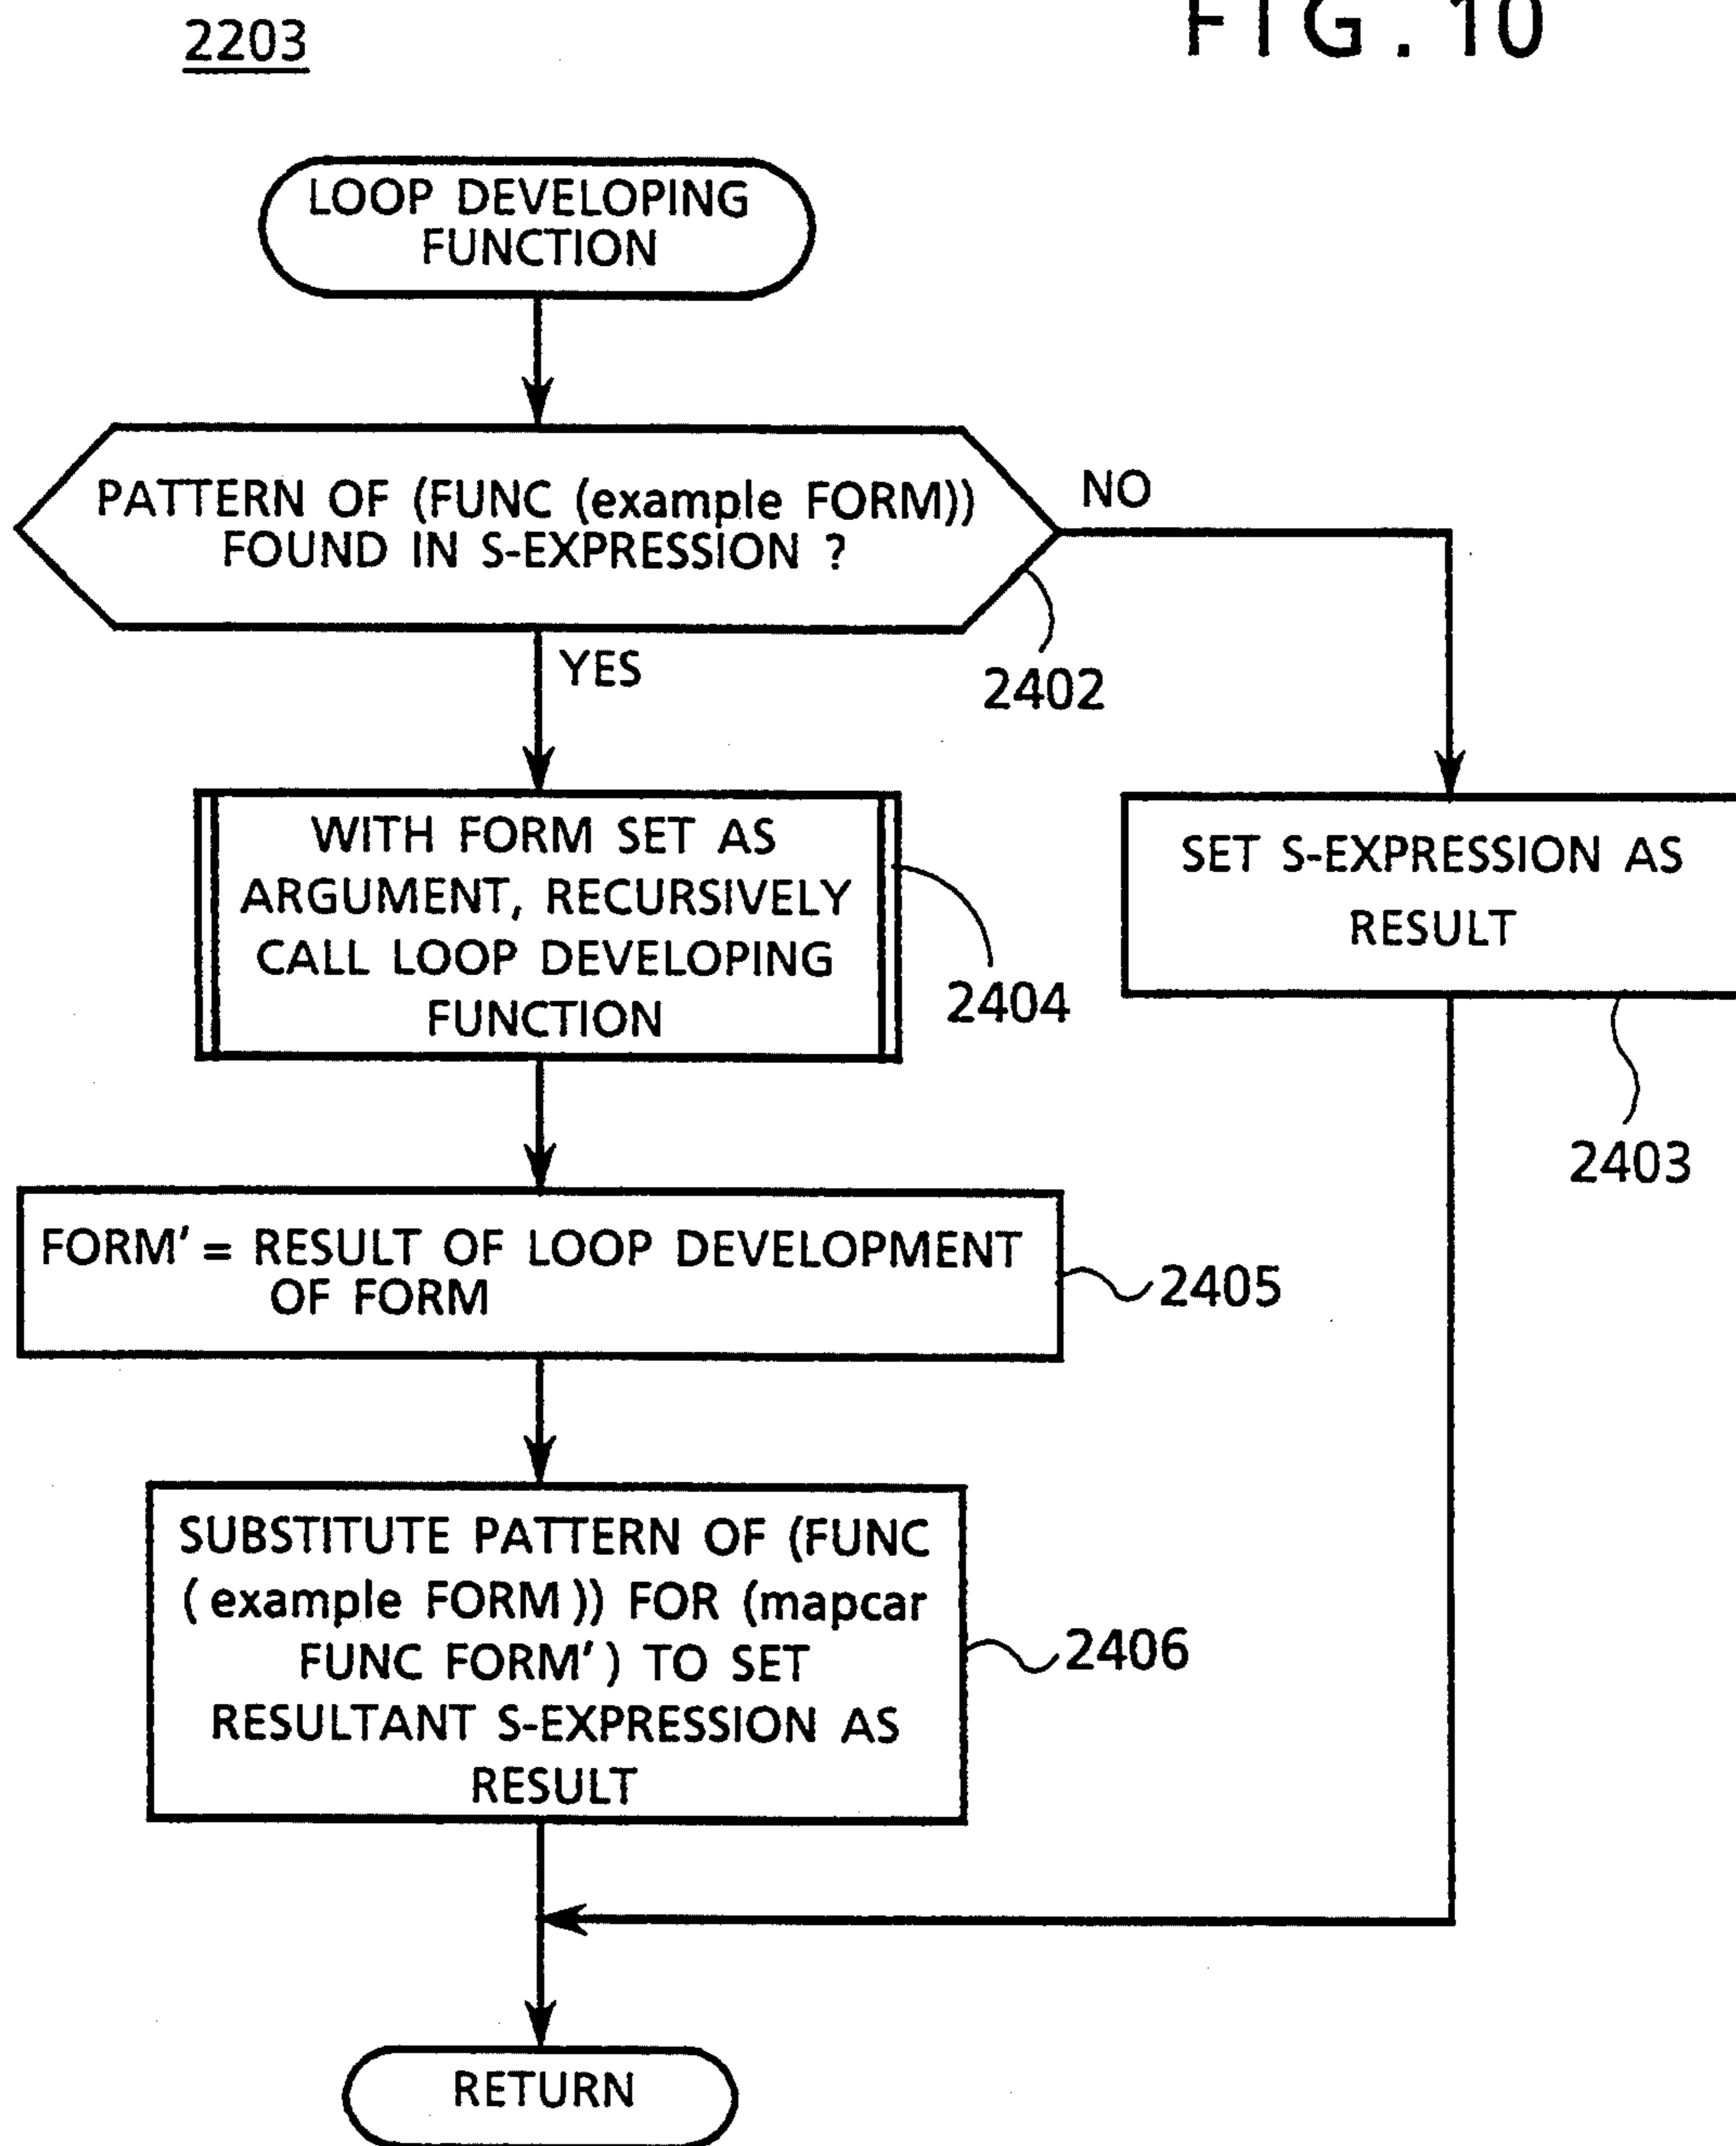 2203
FIG. 10
LOOP DEVELOPING
FUNCTION
PATTERN OF (FUNC (example FORM))
FOUND IN S-EXPRESSION ?
NO
2402
YES
WITH FORM SET AS
ARGUMENT, RECURSIVELY
CALL LOOP DEVELOPING
FUNCTION
2404
SET S-EXPRESSION AS
RESULT
2403
FORM' = RESULT OF LOOP DEVELOPMENT
OF FORM
2405
SUBSTITUTE PATTERN OF (FUNC
( example FORM )) FOR (mapcar
FUNC FORM' ) TO SET
RESULTANT S-EXPRESSION AS
RESULT
2406
RETURN